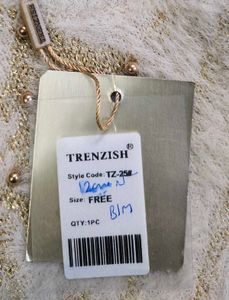 TRENZISH
Style Code: TZ-25#
Size: FREE
B/M
QTY:1PC